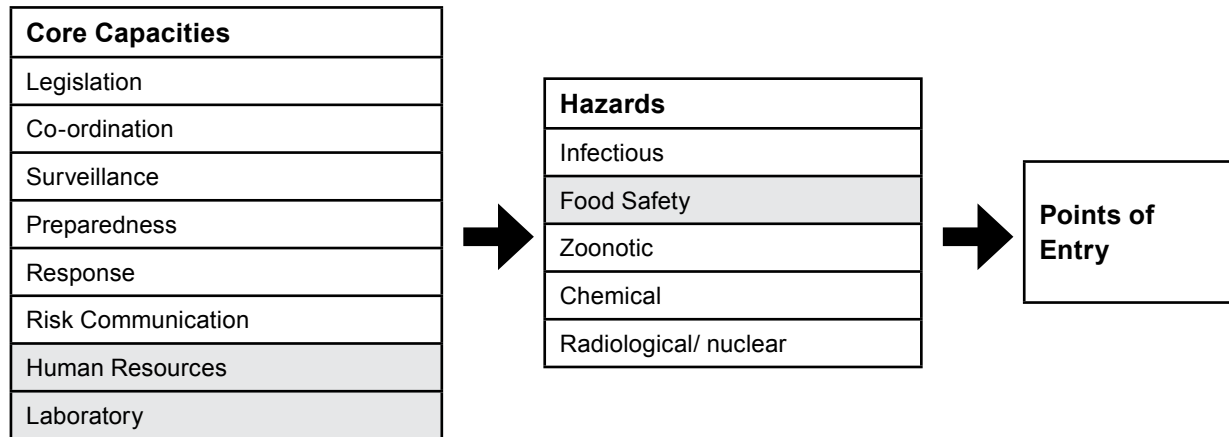 Core Capacities
Legislation
Co-ordination
Surveillance
Preparedness
Response
Risk Communication
Human Resources
Laboratory
Hazards
Infectious
Food Safety
Zoonotic
Chemical
Radiological/ nuclear
Points of
Entry